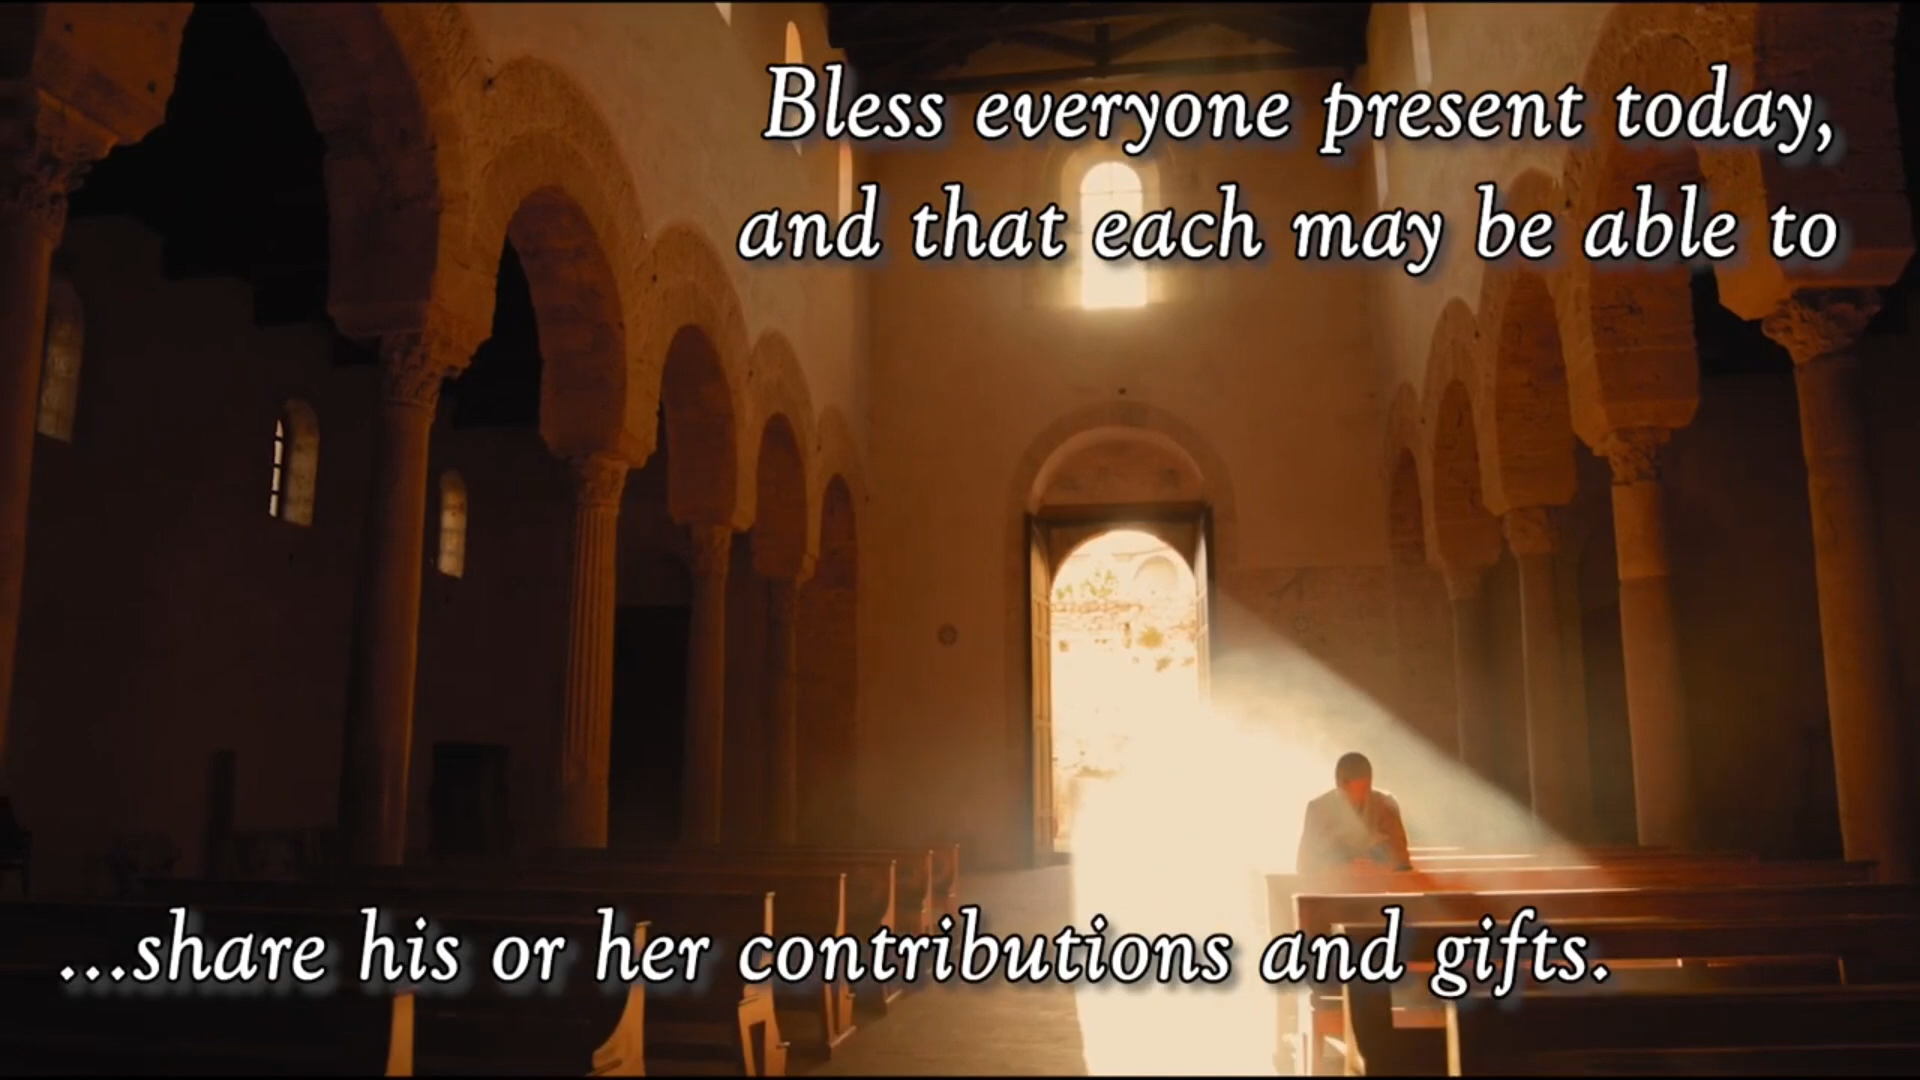 Bless everyone present today,
and that each may be able to
...share his or her contributions and gifts.